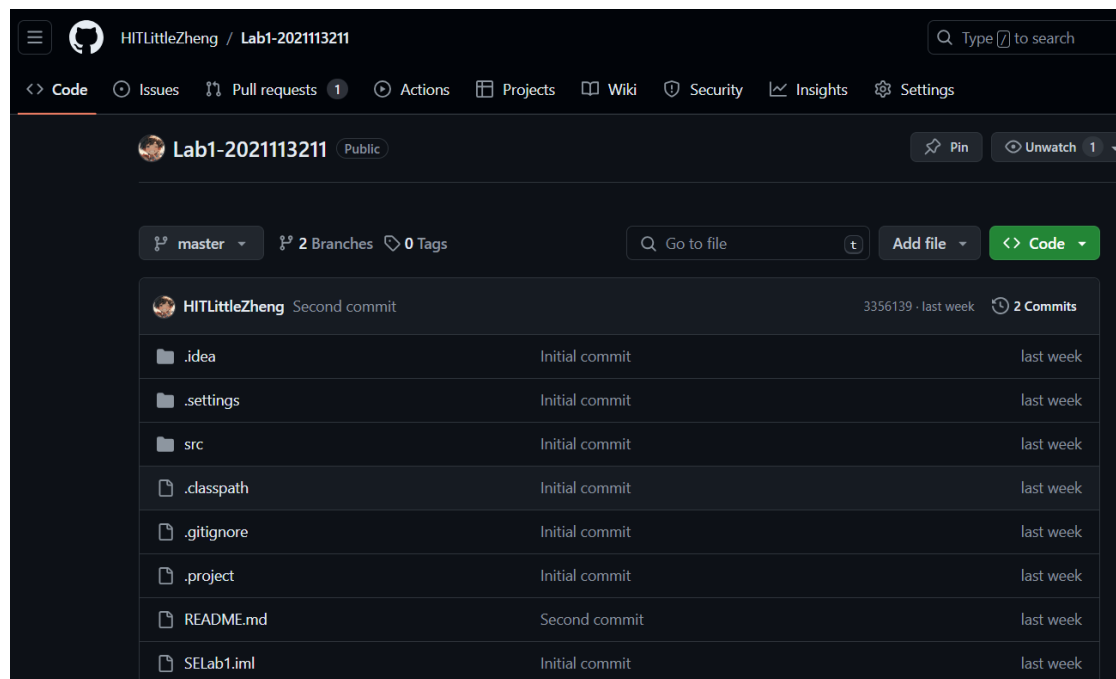 HITLittleZheng / Lab1-2021113211
Type / to search
Code Issues Pull requests 1 Actions Projects Wiki Security Insights Settings
Lab1-2021113211 Public
Pin Unwatch 1
master 2 Branches 0 Tags
Go to file t Add file Code
HITLittleZheng Second commit 3356139 · last week 2 Commits
.idea Initial commit last week
.settings Initial commit last week
src Initial commit last week
.classpath Initial commit last week
.gitignore Initial commit last week
.project Initial commit last week
README.md Second commit last week
SELab1.iml Initial commit last week